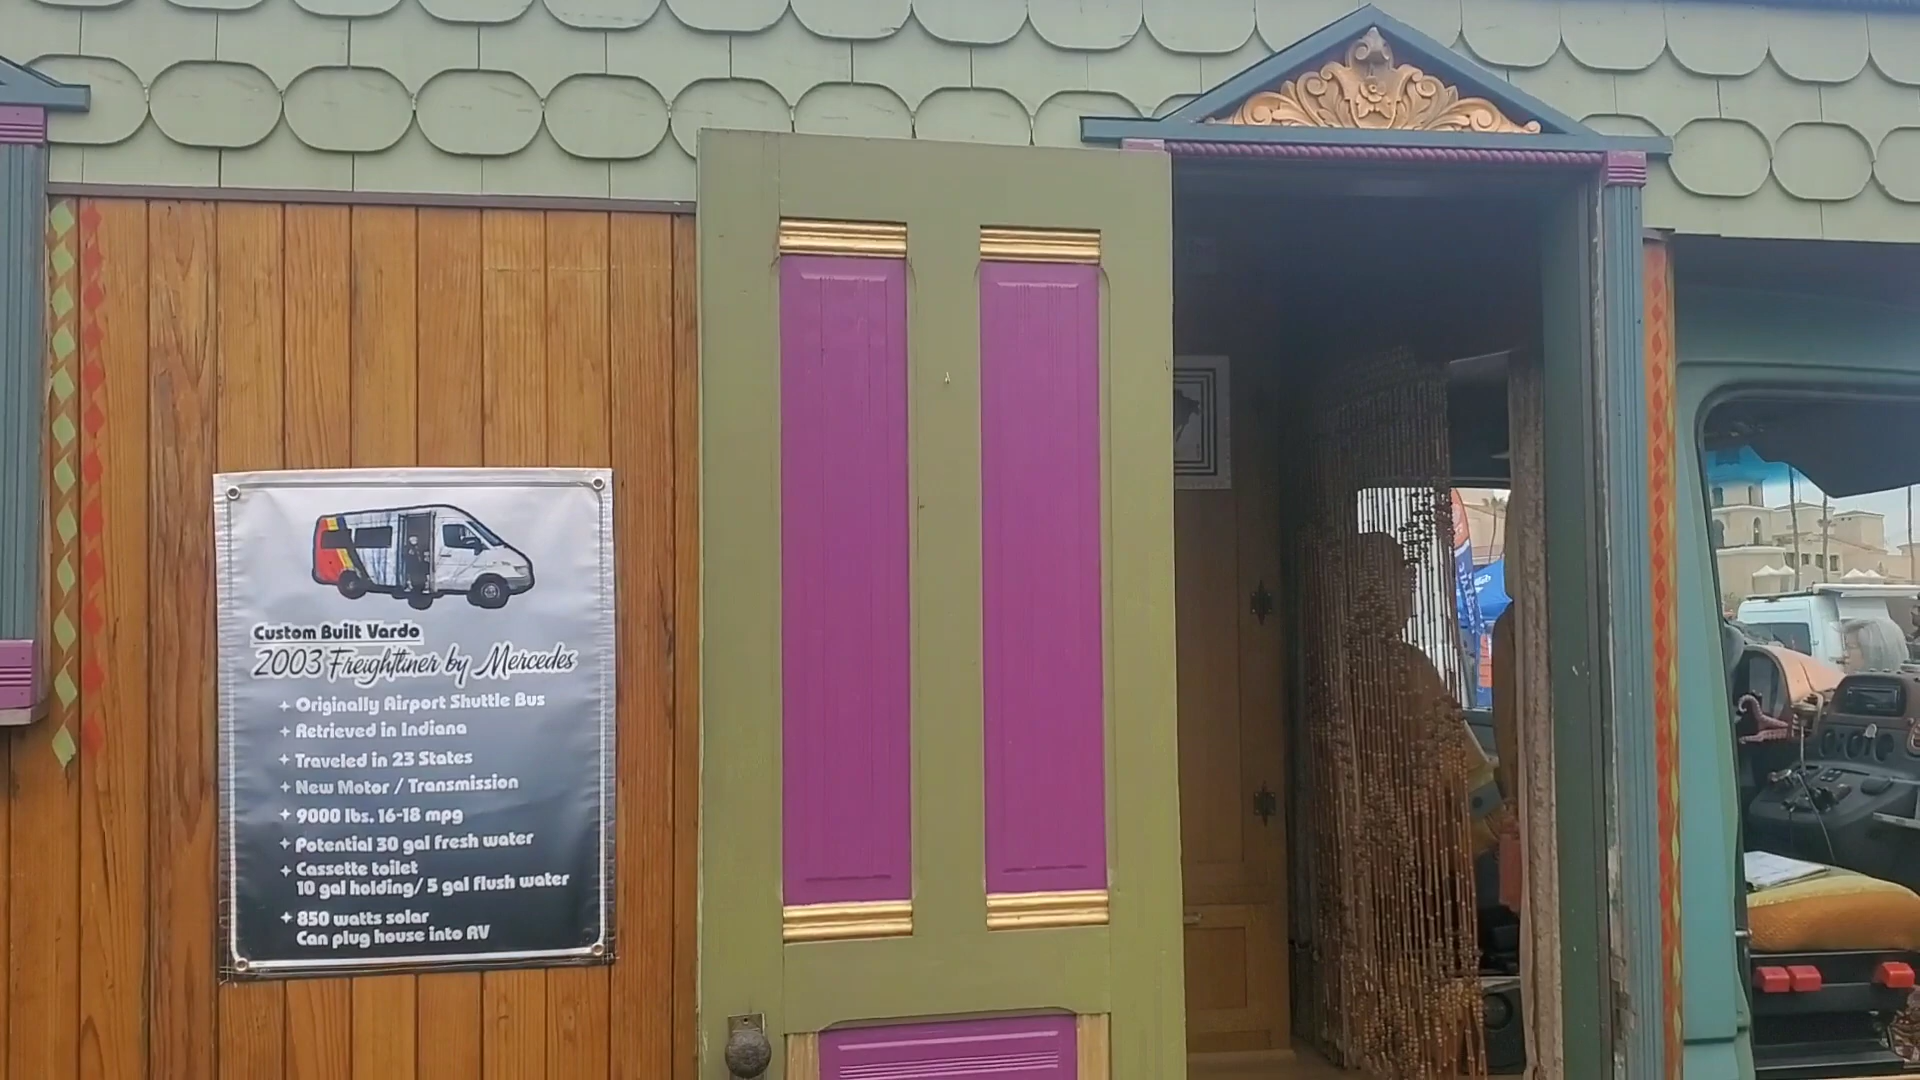 Custom Built Vardo
2003 Freightliner by Mercedes
+ Originally Airport Shuttle Bus
+ Retrieved in Indiana
+ Traveled in 23 States
+ New Motor / Transmission
+ 9000 lbs. 16-18 mpg
+ Potential 30 gal fresh water
+ Cassette toilet
10 gal holding/ 5 gal flush water
+ 850 watts solar
Can plug house into RV